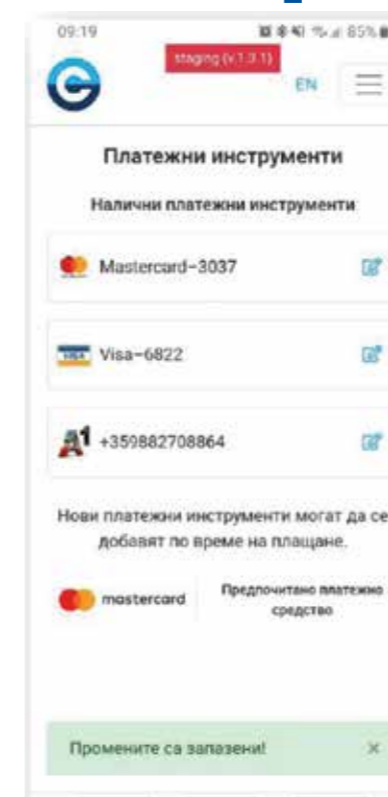 09:19
85%
staging (v.1.3.1)
EN
Платежни инструменти
Налични платежни инструменти
Mastercard-3037
VISA Visa-6822
A1 +359882708864
Нови платежни инструменти могат да се
добавят по време на плащане.
mastercard
Предпочитано платежно
средство
Промените са запазени!
×